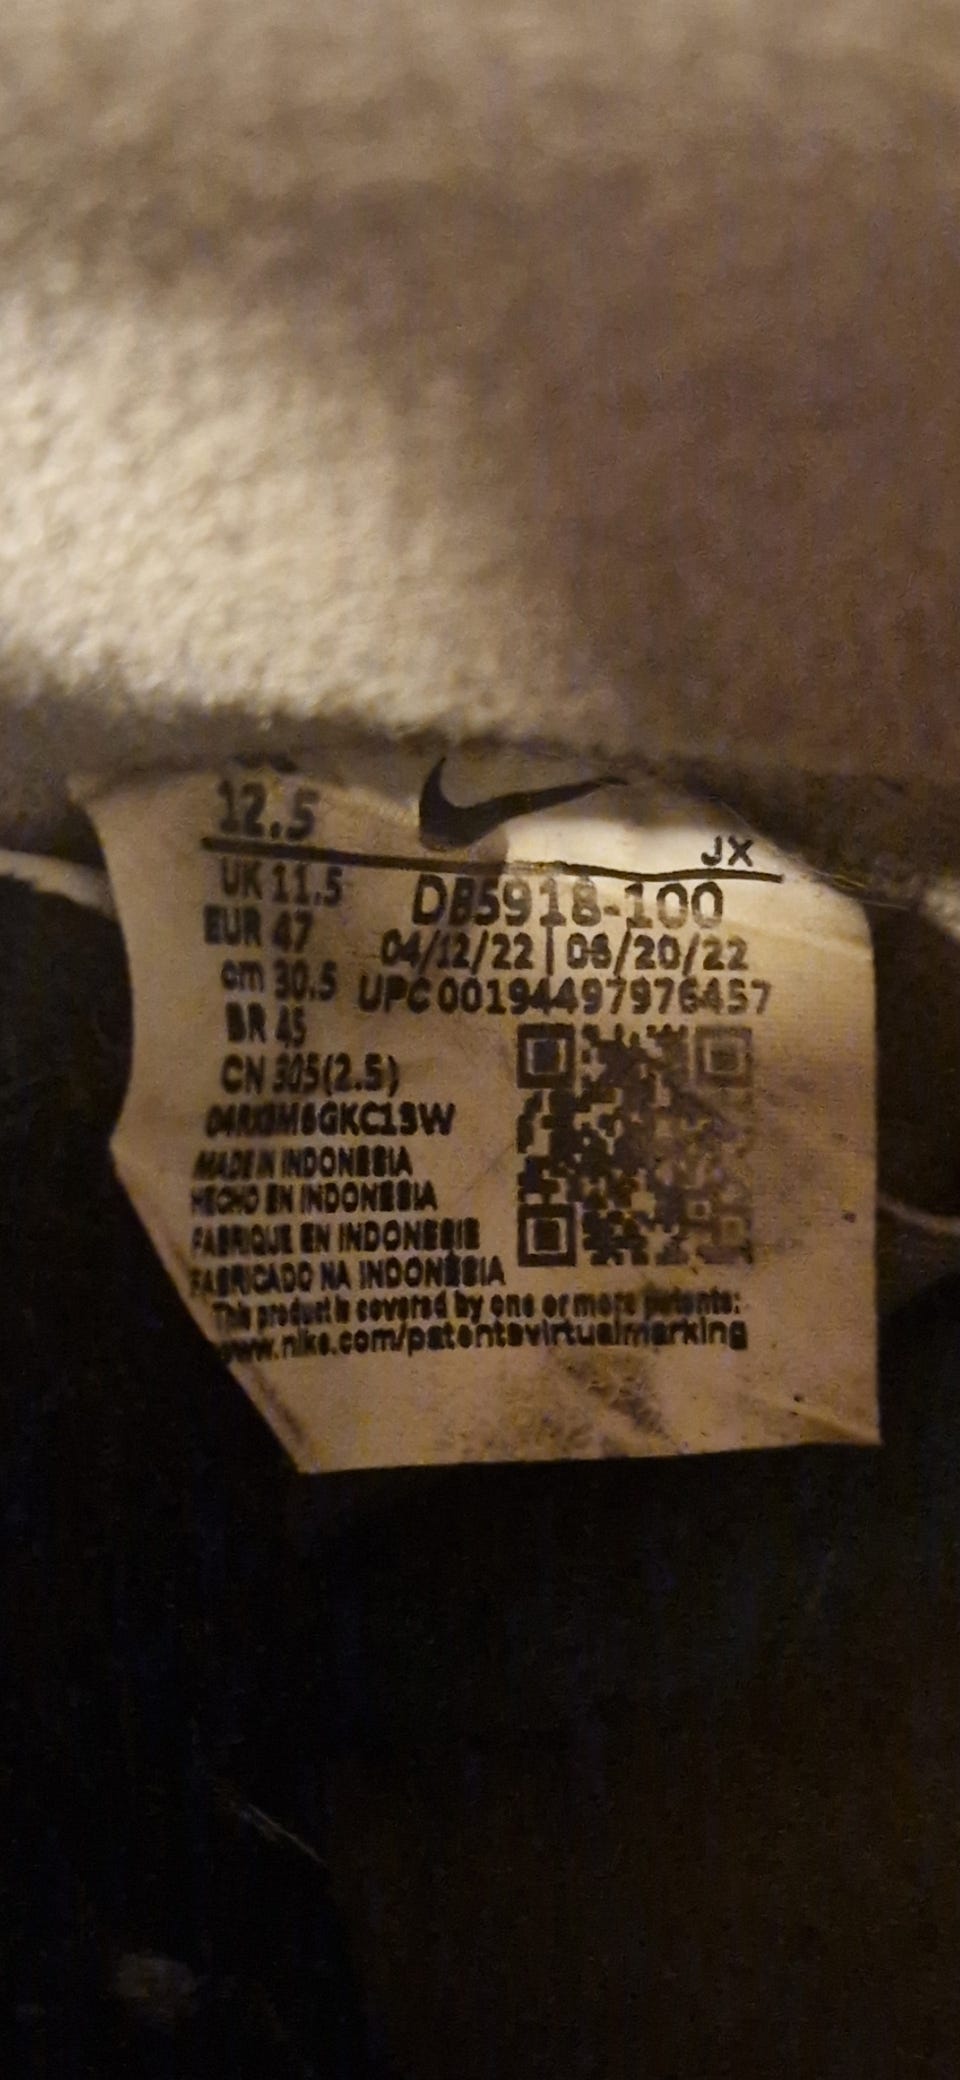 12.5
JX
UK 11.5
DB5918-100
EUR 47
04/12/22 | 08/20/22
cm 30.5
UPC 00194497976457
BR 45
CN 305(2.5)
MADE IN INDONESIA
HECHO EN INDONESIA
FABRIQUE EN INDONESIE
FABRICADO NA INDONESIA
This product is covered by one or more patents:
www.nike.com/patentsvirtualmarking